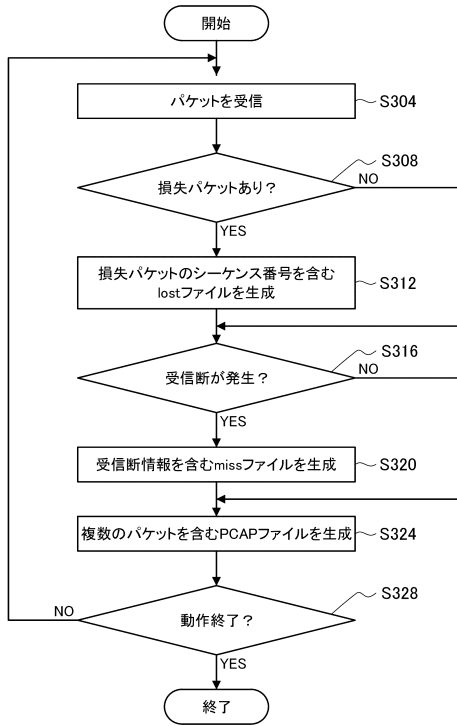 開始
パケットを受信
S304
損失パケットあり？
S308
NO
YES
損失パケットのシーケンス番号を含む
lostファイルを生成
S312
受信断が発生？
S316
NO
YES
受信断情報を含むmissファイルを生成
S320
複数のパケットを含むPCAPファイルを生成
S324
動作終了？
S328
NO
YES
終了